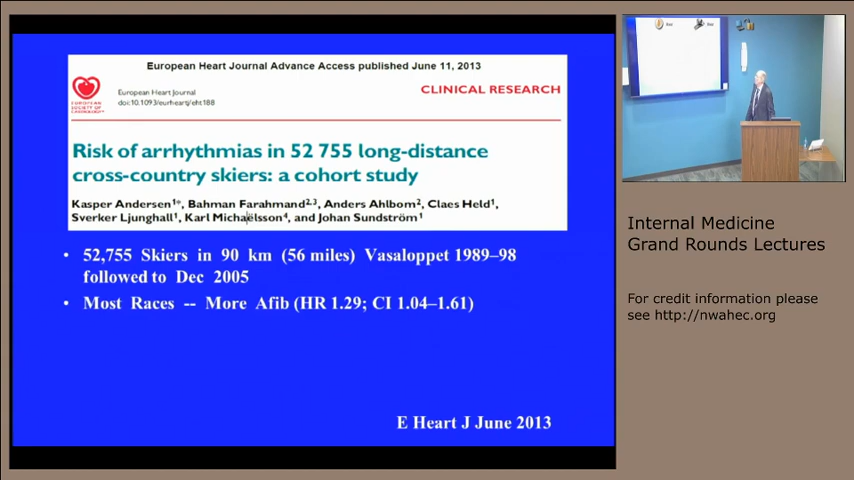 European Heart Journal Advance Access published June 11, 2013
EUROPEAN
SOCIETY OF
CARDIOLOGY
European Heart Journal
doi:10.1093/eurheartj/eht188
CLINICAL RESEARCH
Risk of arrhythmias in 52 755 long-distance
cross-country skiers: a cohort study
Kasper Andersen1*, Bahman Farahmand2,3, Anders Ahlbom2, Claes Held1,
Sverker Ljunghall1, Karl Michaëlsson4, and Johan Sundström1
• 52,755 Skiers in 90 km (56 miles) Vasaloppet 1989–98
followed to Dec 2005
• Most Races -- More Afib (HR 1.29; CI 1.04–1.61)
E Heart J June 2013
Internal Medicine
Grand Rounds Lectures
For credit information please
see http://nwahec.org